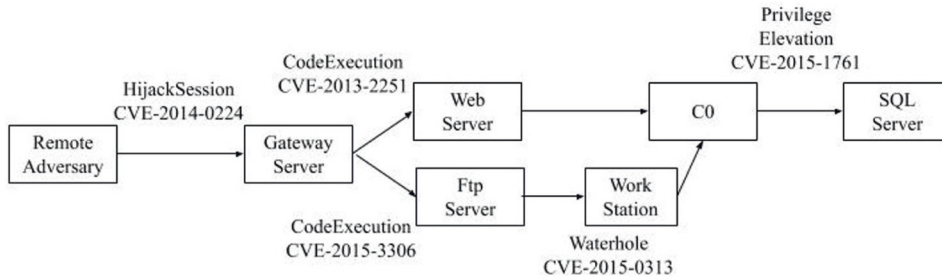 Privilege
Elevation
CVE-2015-1761
CodeExecution
CVE-2013-2251
HijackSession
CVE-2014-0224
Web
Server
C0
SQL
Server
Remote
Adversary
Gateway
Server
Ftp
Server
Work
Station
CodeExecution
CVE-2015-3306
Waterhole
CVE-2015-0313